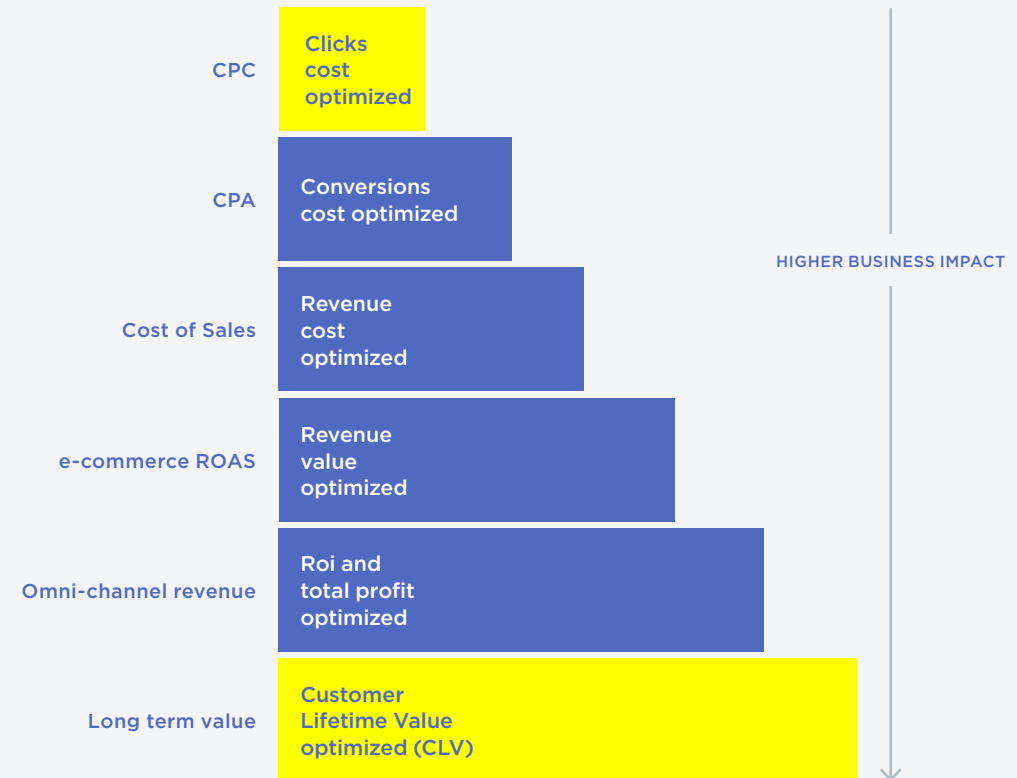 CPC
Clicks
cost
optimized
CPA
Conversions
cost optimized
HIGHER BUSINESS IMPACT
Cost of Sales
Revenue
cost
optimized
e-commerce ROAS
Revenue
value
optimized
Omni-channel revenue
Roi and
total profit
optimized
Long term value
Customer
Lifetime Value
optimized (CLV)